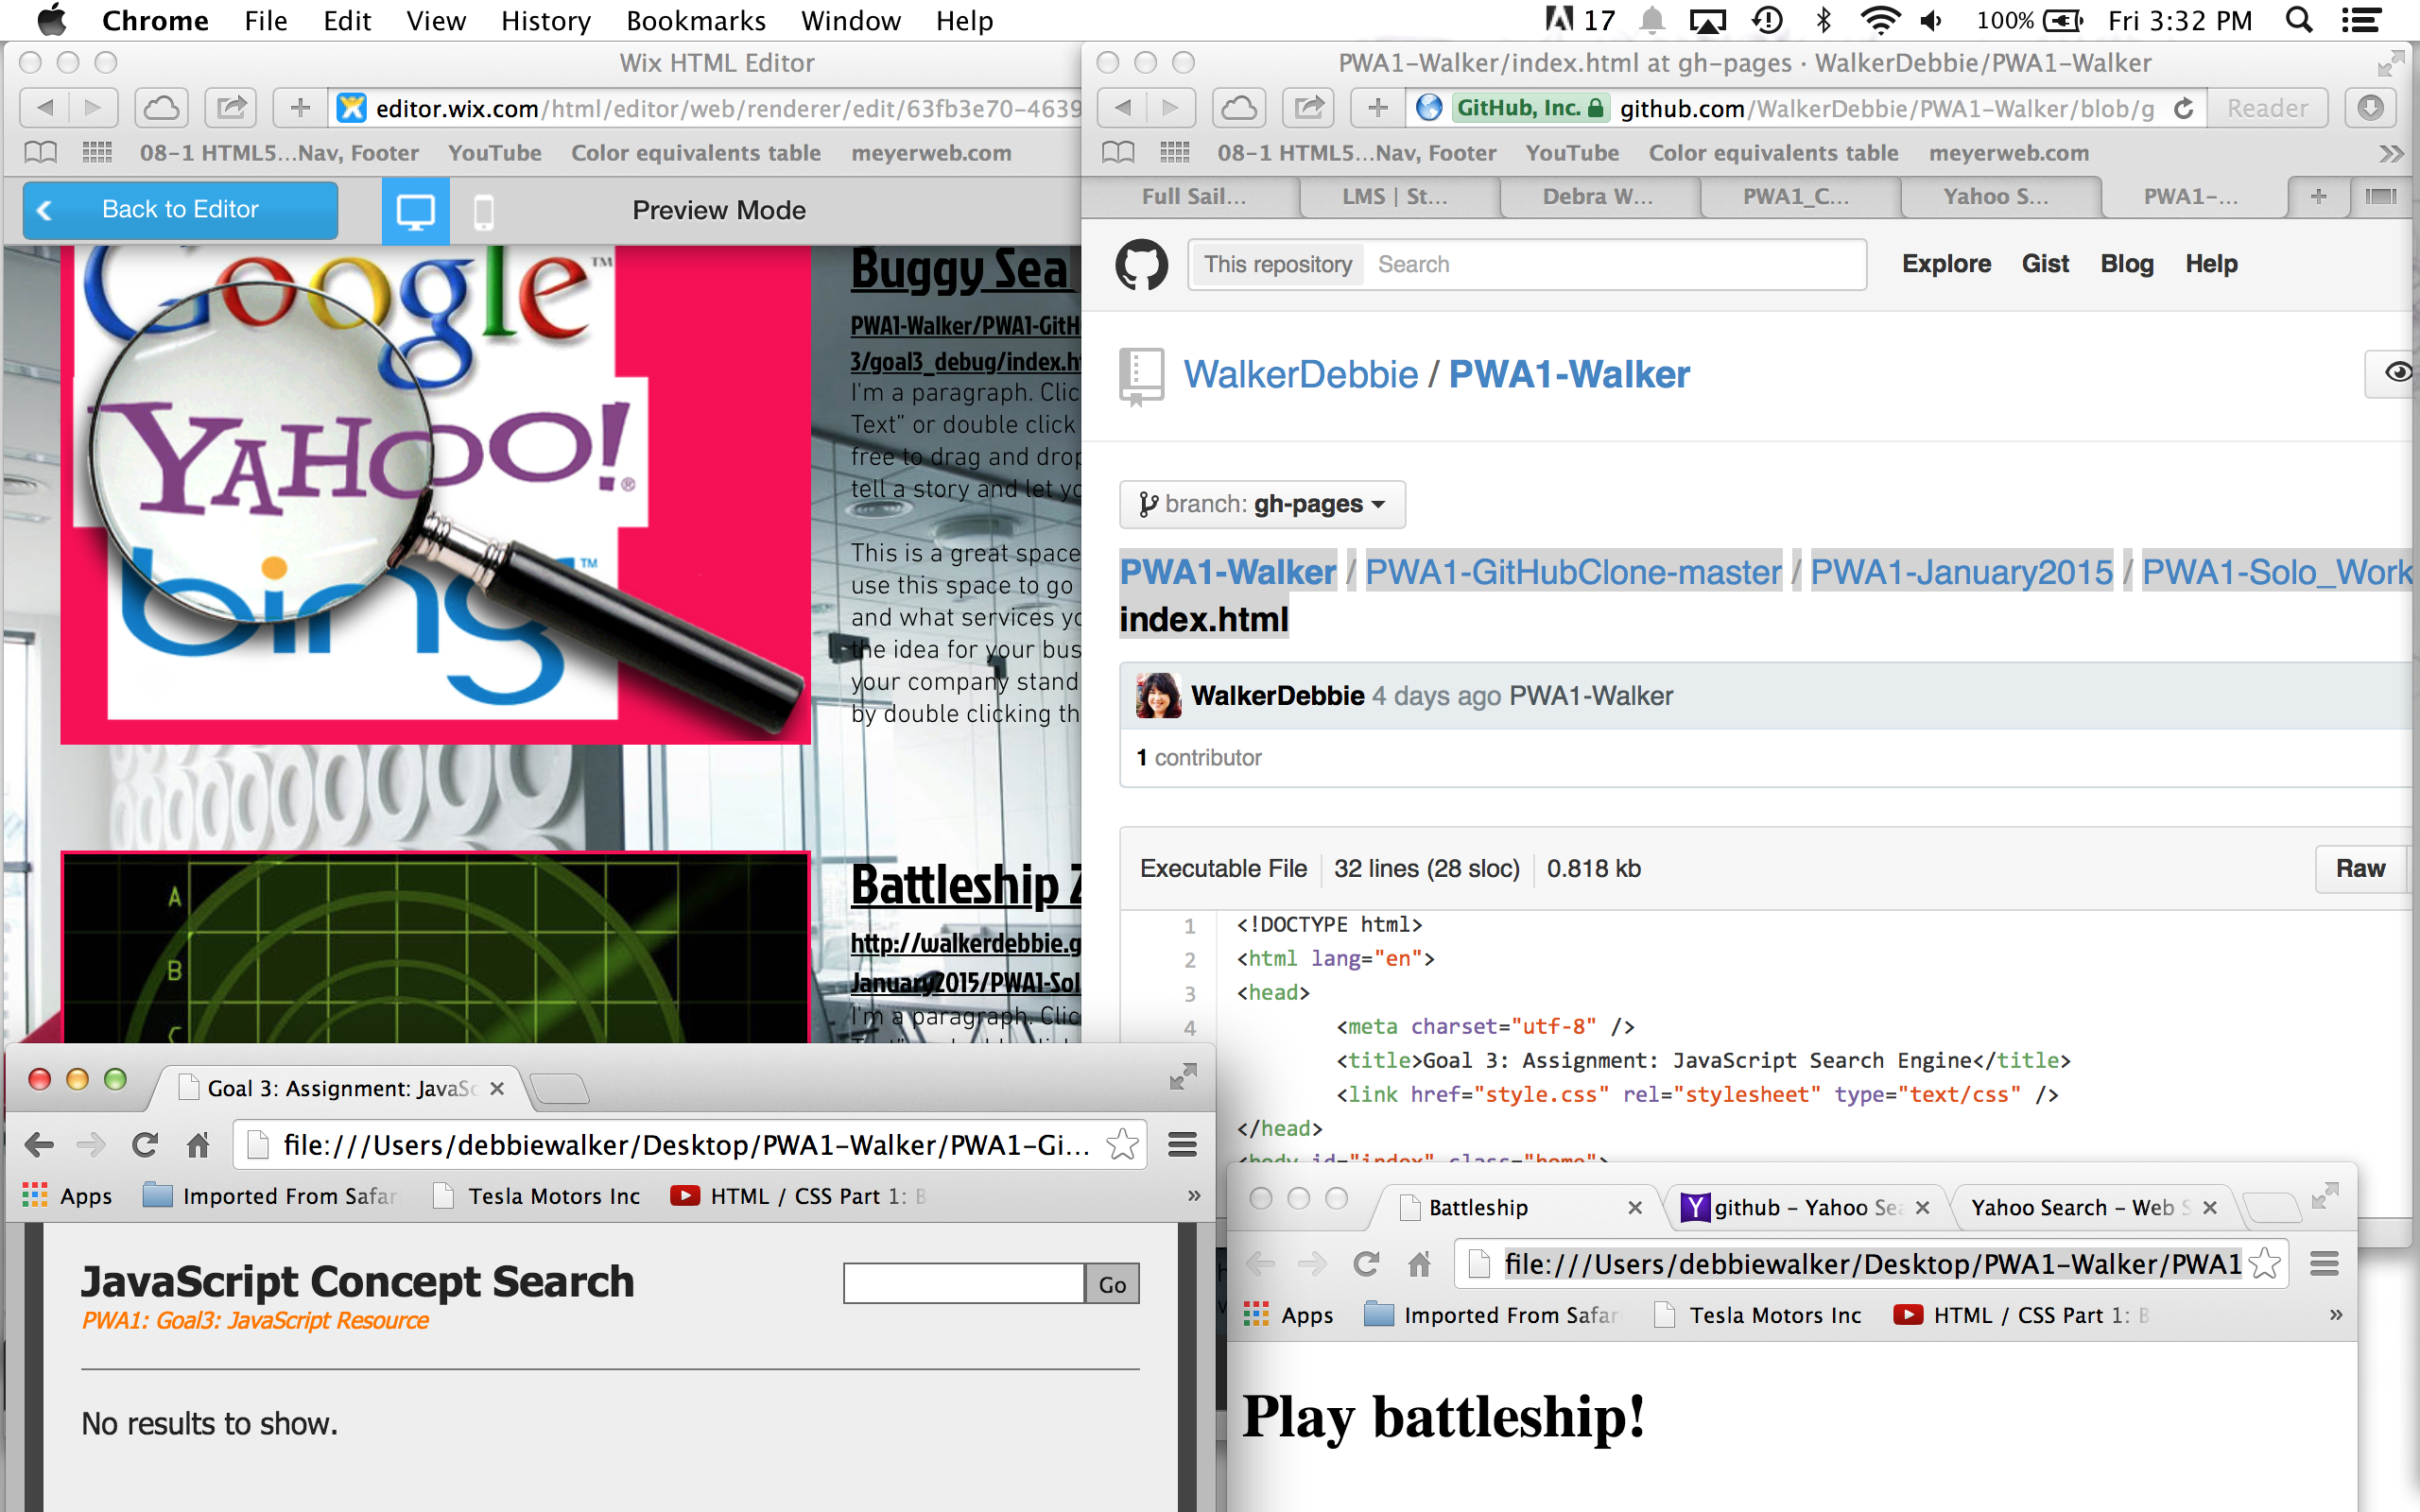 Chrome File Edit View History Bookmarks Window Help 17 100% Fri 3:32 PM
Wix HTML Editor
editor.wix.com/html/editor/web/renderer/edit/63fb3e70-4639
08-1 HTML5...Nav, Footer YouTube Color equivalents table meyerweb.com
Back to Editor Preview Mode
Google™
YAHOO!®
bing™
Buggy Sea
PWA1-Walker/PWA1-GitH
3/goal3_debug/index.h
I'm a paragraph. Clic
Text” or double click
free to drag and drop
tell a story and let yo
This is a great space
use this space to go
and what services yo
the idea for your bus
your company stand
by double clicking th
A
B
C
Battleship
http://walkerdebbie.g
January2015/PWA1-Sol
I'm a paragraph. Clic
PWA1-Walker/index.html at gh-pages · WalkerDebbie/PWA1-Walker
GitHub, Inc. github.com/WalkerDebbie/PWA1-Walker/blob/g Reader
08-1 HTML5...Nav, Footer YouTube Color equivalents table meyerweb.com
Full Sail... LMS | St... Debra W... PWA1_C... Yahoo S... PWA1-...
This repository Search Explore Gist Blog Help
WalkerDebbie / PWA1-Walker
branch: gh-pages
PWA1-Walker / PWA1-GitHubClone-master / PWA1-January2015 / PWA1-Solo_Work
index.html
WalkerDebbie 4 days ago PWA1-Walker
1 contributor
Executable File 32 lines (28 sloc) 0.818 kb Raw
1 <!DOCTYPE html>
2 <html lang="en">
3 <head>
4 <meta charset="utf-8" />
<title>Goal 3: Assignment: JavaScript Search Engine</title>
<link href="style.css" rel="stylesheet" type="text/css" />
</head>
<body id="index" class="home">
Goal 3: Assignment: JavaSc
file:///Users/debbiewalker/Desktop/PWA1-Walker/PWA1-Gi...
Apps Imported From Safar Tesla Motors Inc HTML / CSS Part 1: B
JavaScript Concept Search Go
PWA1: Goal3: JavaScript Resource
No results to show.
Battleship github - Yahoo Sea Yahoo Search - Web S
file:///Users/debbiewalker/Desktop/PWA1-Walker/PWA1
Apps Imported From Safar Tesla Motors Inc HTML / CSS Part 1: B
Play battleship!